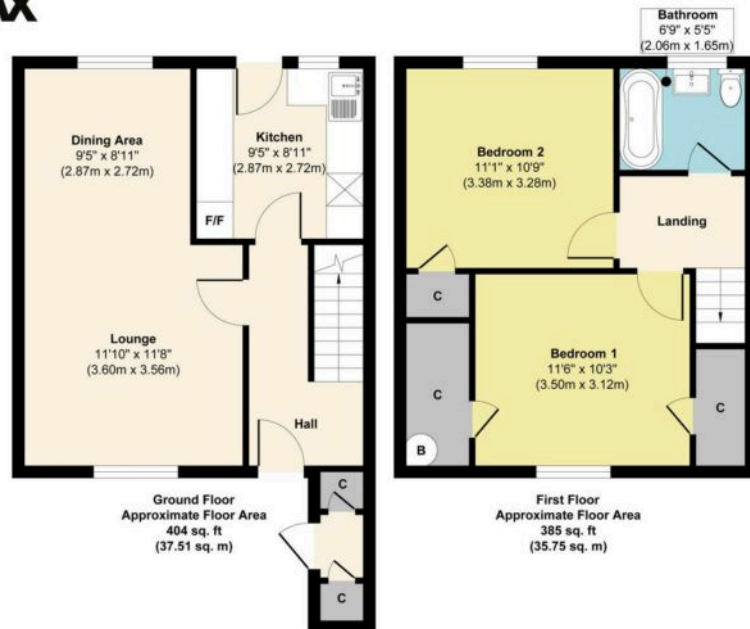 Dining Area
9'5" x 8'11"
(2.87m x 2.72m)
Kitchen
9'5" x 8'11"
(2.87m x 2.72m)
F/F
Lounge
11'10" x 11'8"
(3.60m x 3.56m)
Hall
C
C
Ground Floor
Approximate Floor Area
404 sq. ft
(37.51 sq. m)
Bathroom
6'9" x 5'5"
(2.06m x 1.65m)
Bedroom 2
11'1" x 10'9"
(3.38m x 3.28m)
Landing
C
Bedroom 1
11'6" x 10'3"
(3.50m x 3.12m)
C
C
B
First Floor
Approximate Floor Area
385 sq. ft
(35.75 sq. m)